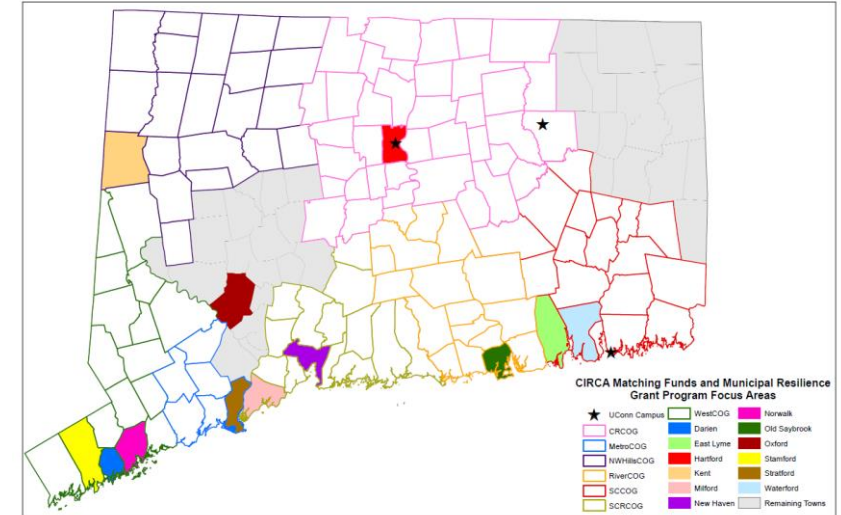 CIRCA Matching Funds and Municipal Resilience
Grant Program Focus Areas
UConn Campus
CRCOG
MetroCOG
NWHillsCOG
RiverCOG
SCCOG
SCRCOG
WestCOG
Darien
East Lyme
Hartford
Kent
Milford
New Haven
Norwalk
Old Saybrook
Oxford
Stamford
Stratford
Waterford
Remaining Towns